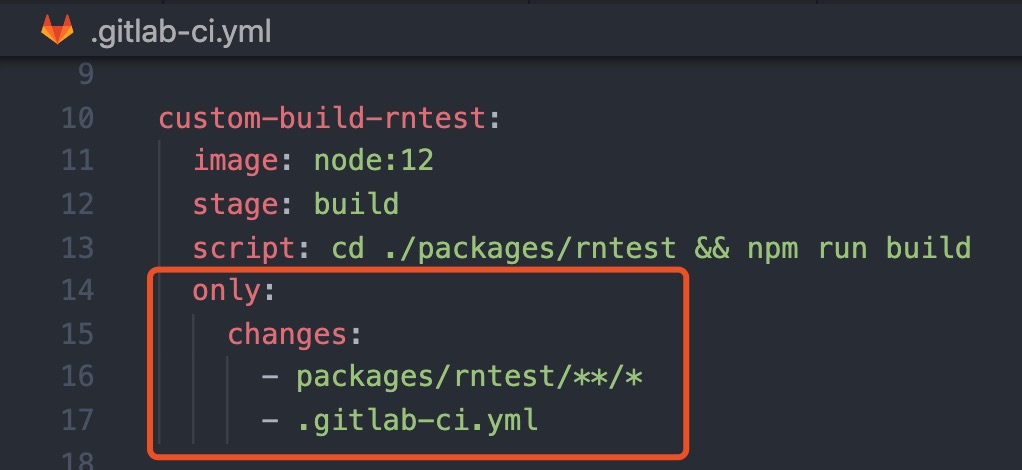 .gitlab-ci.yml
9
10 custom-build-rntest:
11 image: node:12
12 stage: build
13 script: cd ./packages/rntest && npm run build
14 only:
15 changes:
16 - packages/rntest/**/*
17 - .gitlab-ci.yml
18